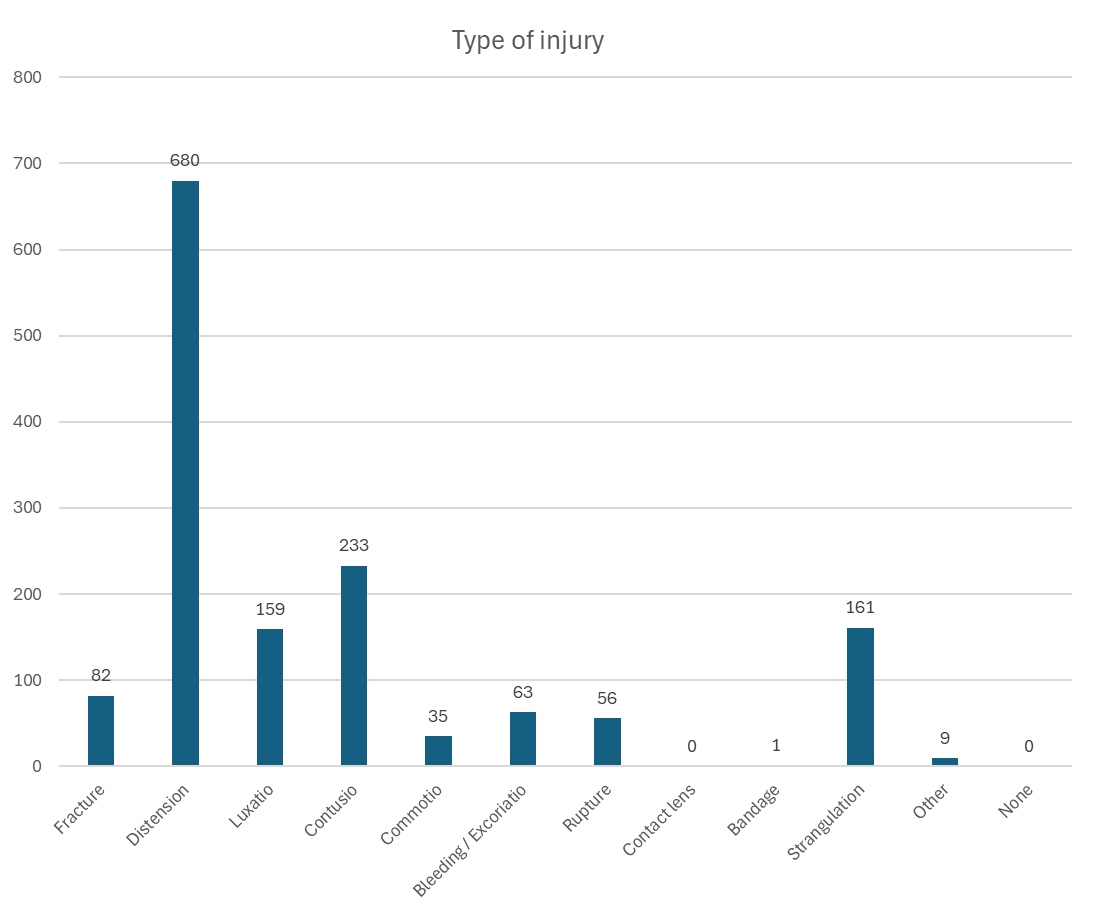 Type of injury
800
700
600
500
400
300
200
100
0
82
680
159
233
35
63
56
0
1
161
9
0
Fracture
Distension
Luxatio
Contusio
Commotio
Bleeding / Excoriatio
Rupture
Contact lens
Bandage
Strangulation
Other
None